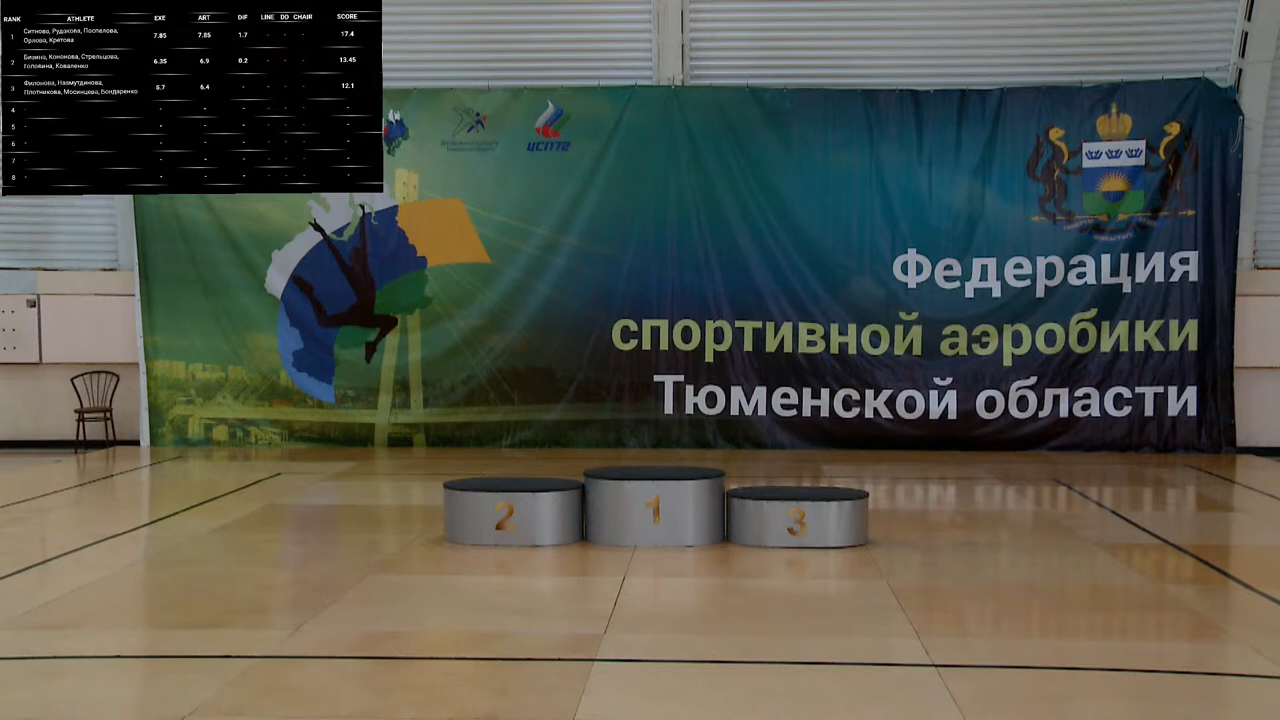 RANK ATHLETE EXE ART DIF LINE DO CHAIR SCORE
1 Ситнова, Рудакова, Поспелова, 7.85 7.85 1.7 - - - 17.4
Орлова, Кретова
2 Бизина, Кононова, Стрельцова, 6.35 6.9 0.2 - - - 13.45
Головина, Коваленко
3 Филонова, Назмутдинова, 5.7 6.4 - - - - 12.1
Плотникова, Мосинцева, Бондаренко
4 - - - - - - -
5 - - - - - - -
6 - - - - - - -
7 - - - - - - -
8 - - - - - - -
ЦСП72
Федерация
спортивной аэробики
Тюменской области
2 1 3